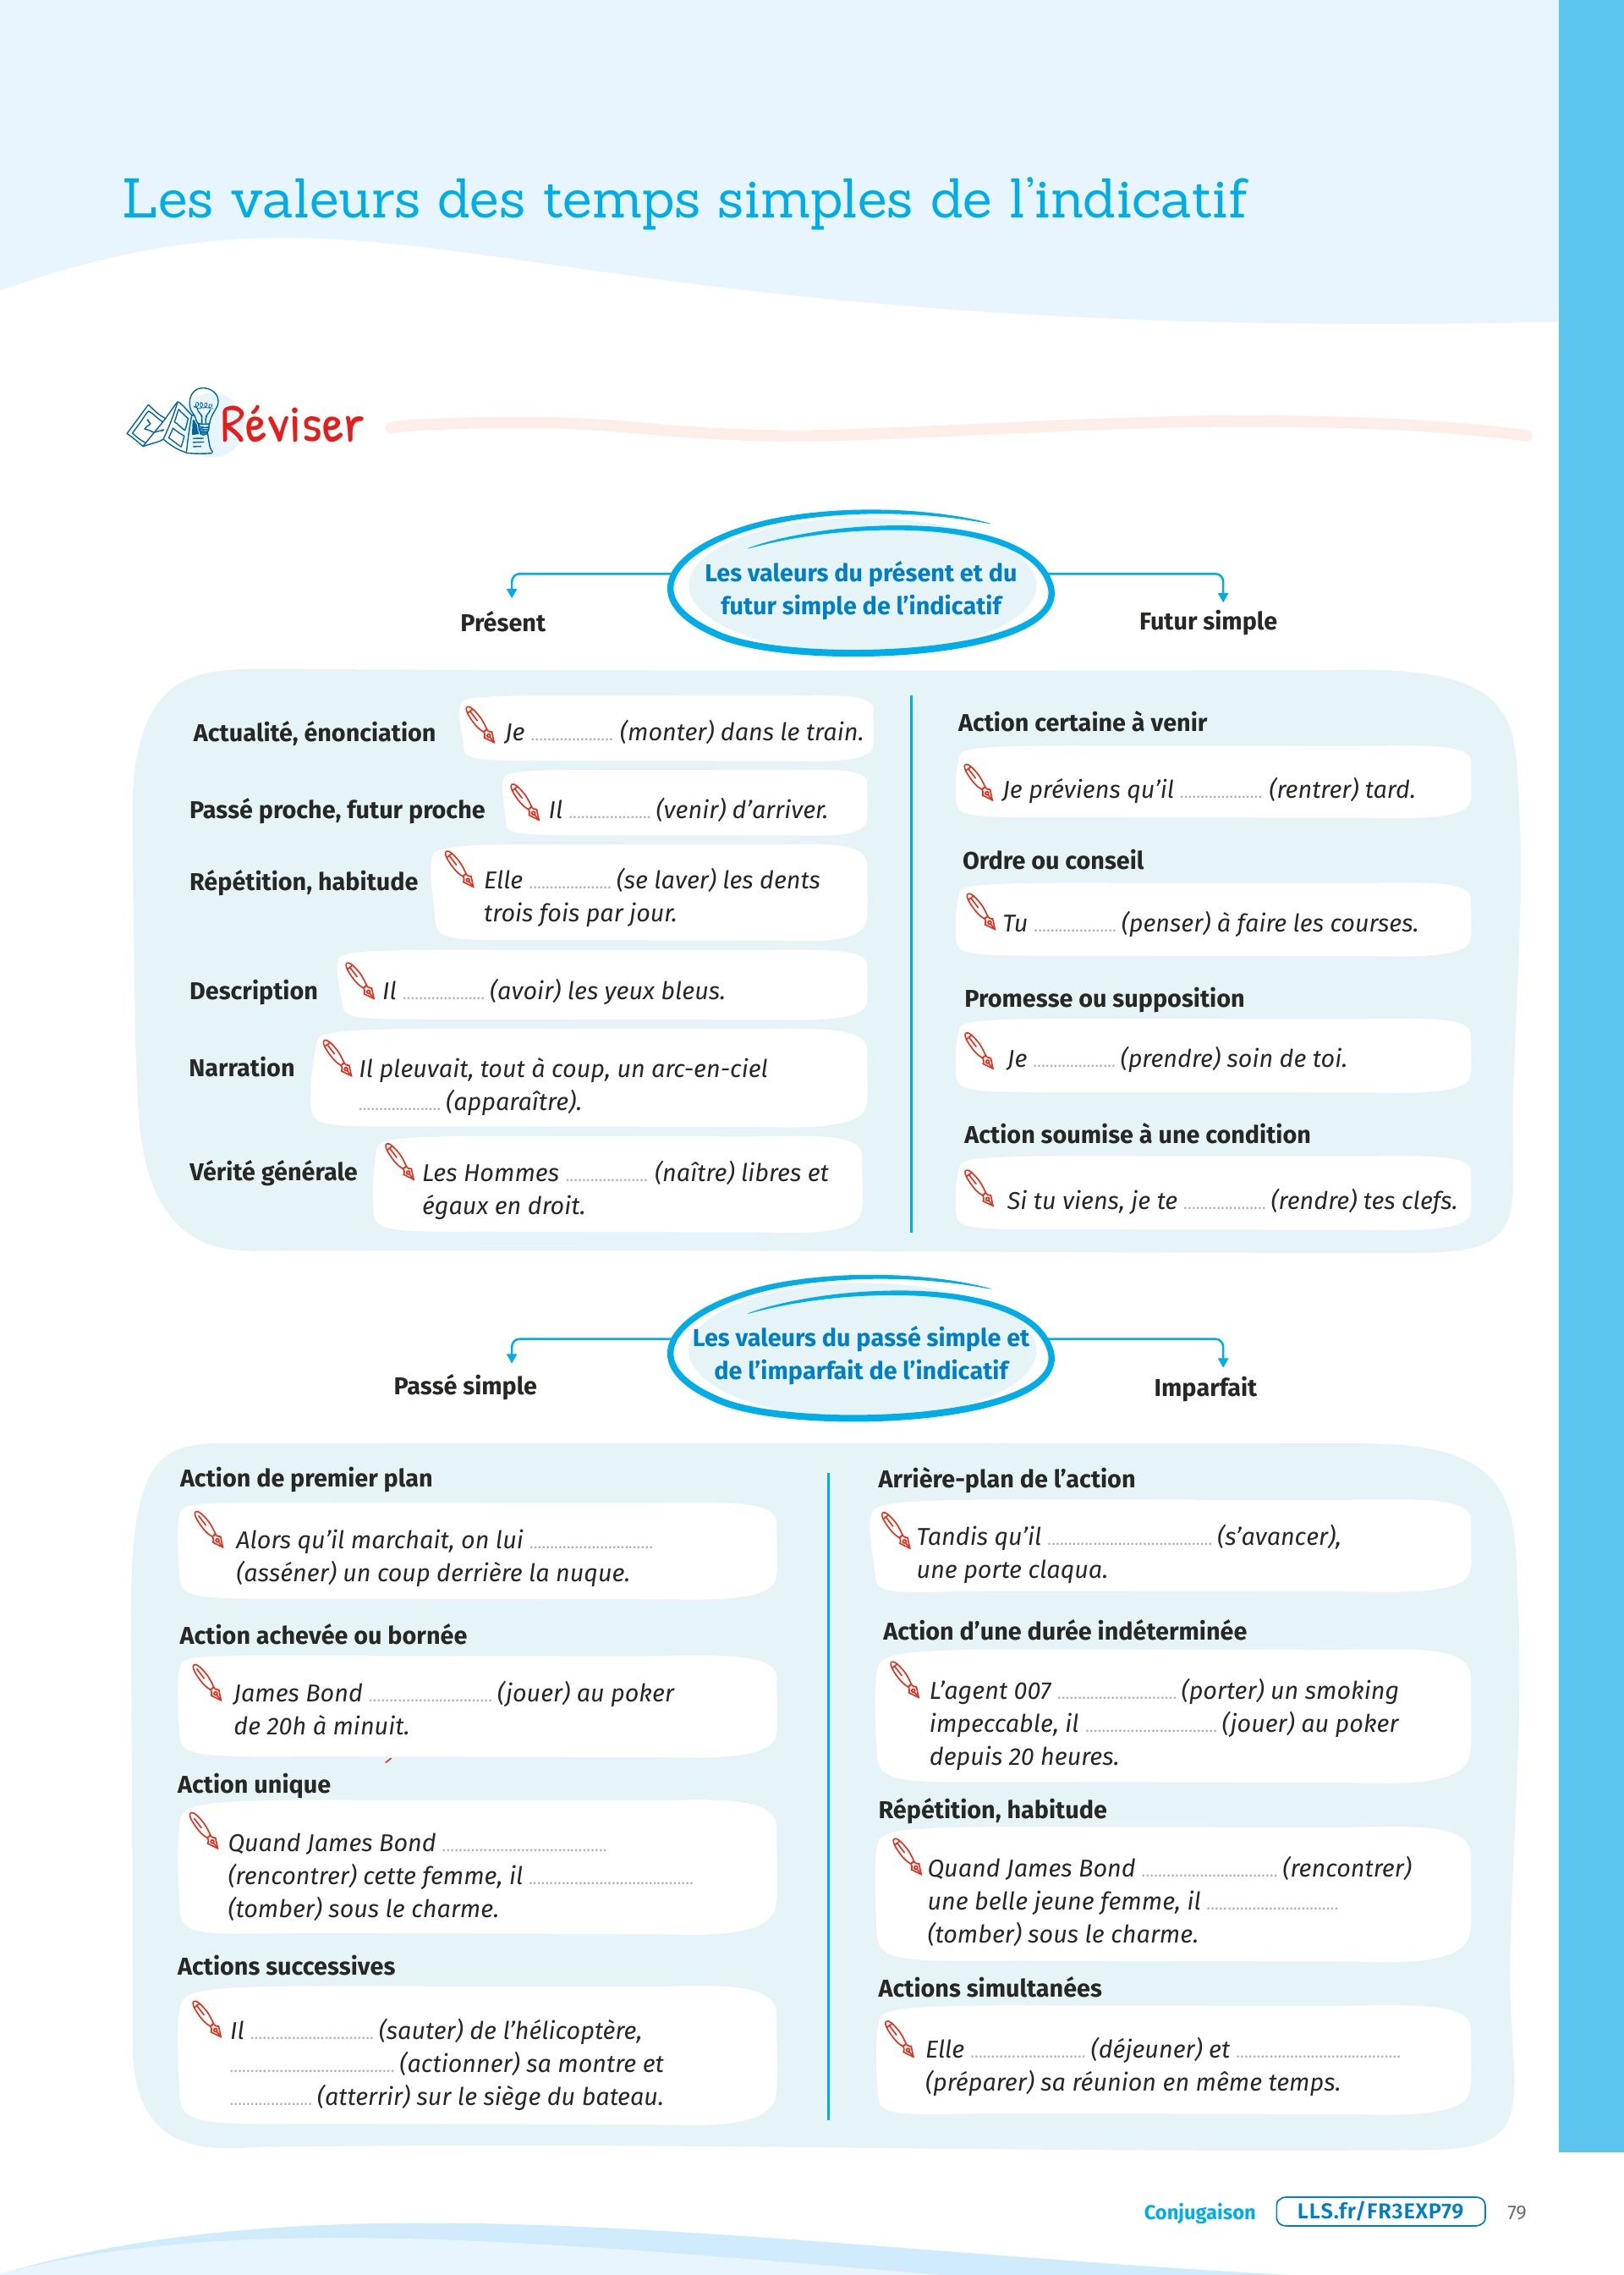 Les valeurs des temps simples de l'indicatif
Réviser
Les valeurs du présent et du
futur simple de l'indicatif
Présent
Futur simple
Actualité, énonciation
Je ................ (monter) dans le train.
Passé proche, futur proche
Il ................ (venir) d'arriver.
Répétition, habitude
Elle ................ (se laver) les dents
trois fois par jour.
Description
Il ................ (avoir) les yeux bleus.
Narration
Il pleuvait, tout à coup, un arc-en-ciel
................ (apparaître).
Vérité générale
Les Hommes ................ (naître) libres et
égaux en droit.
Action certaine à venir
Je préviens qu'il ................ (rentrer) tard.
Ordre ou conseil
Tu ................ (penser) à faire les courses.
Promesse ou supposition
Je ................ (prendre) soin de toi.
Action soumise à une condition
Si tu viens, je te ................ (rendre) tes clefs.
Les valeurs du passé simple et
de l'imparfait de l'indicatif
Passé simple
Imparfait
Action de premier plan
Alors qu'il marchait, on lui ........................
(asséner) un coup derrière la nuque.
Action achevée ou bornée
James Bond ........................ (jouer) au poker
de 20h à minuit.
Action unique
Quand James Bond ................................
(rencontrer) cette femme, il ................................
(tomber) sous le charme.
Actions successives
Il ........................ (sauter) de l'hélicoptère,
................................ (actionner) sa montre et
................ (atterrir) sur le siège du bateau.
Arrière-plan de l'action
Tandis qu'il ................................ (s'avancer),
une porte claqua.
Action d'une durée indéterminée
L'agent 007 ........................ (porter) un smoking
impeccable, il .......................... (jouer) au poker
depuis 20 heures.
Répétition, habitude
Quand James Bond .......................... (rencontrer)
une belle jeune femme, il ..........................
(tomber) sous le charme.
Actions simultanées
Elle ...................... (déjeuner) et ................................
(préparer) sa réunion en même temps.
Conjugaison
LLS.fr/FR3EXP79
79